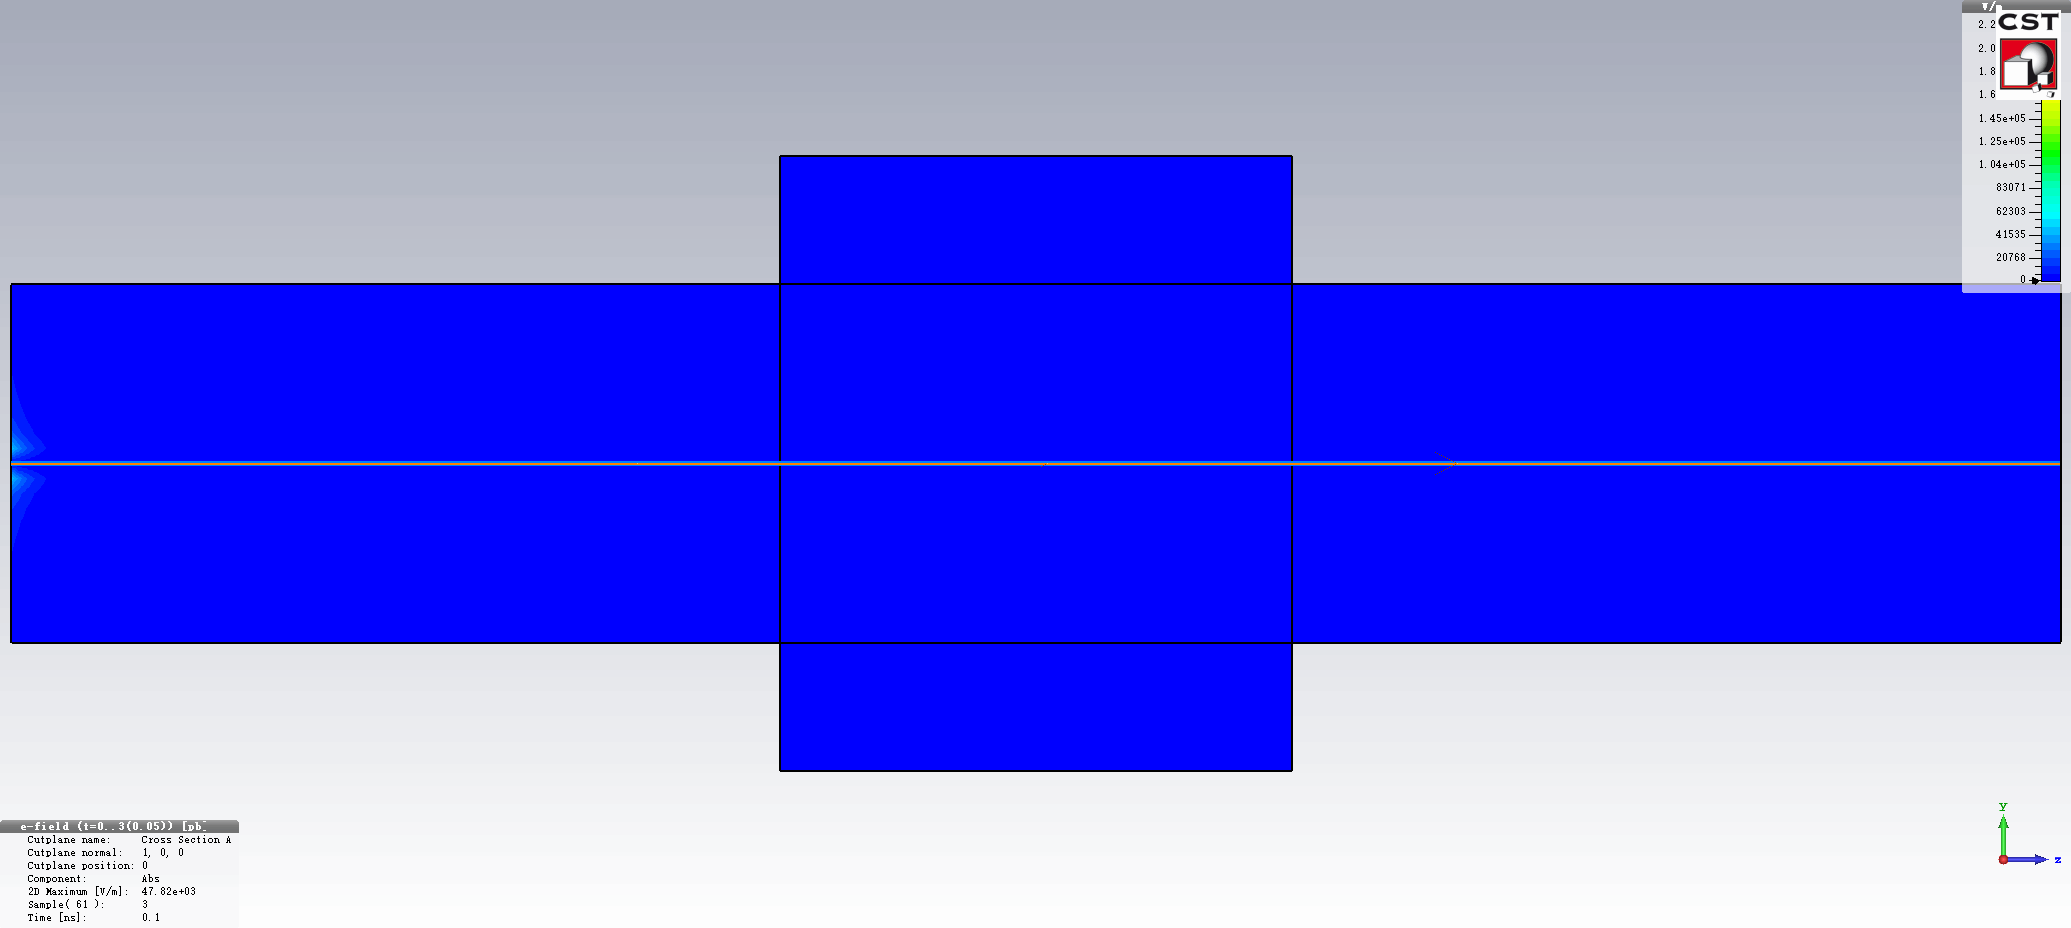 V/
CST
2.2
2.0
1.8
1.6
1.45e+05
1.25e+05
1.04e+05
83071
62303
41535
20768
0
y
z
e-field (t=0..3(0.05)) [pb]
Cutplane name: Cross Section A
Cutplane normal: 1, 0, 0
Cutplane position: 0
Component: Abs
2D Maximum [V/m]: 47.82e+03
Sample( 61 ): 3
Time [ns]: 0.1